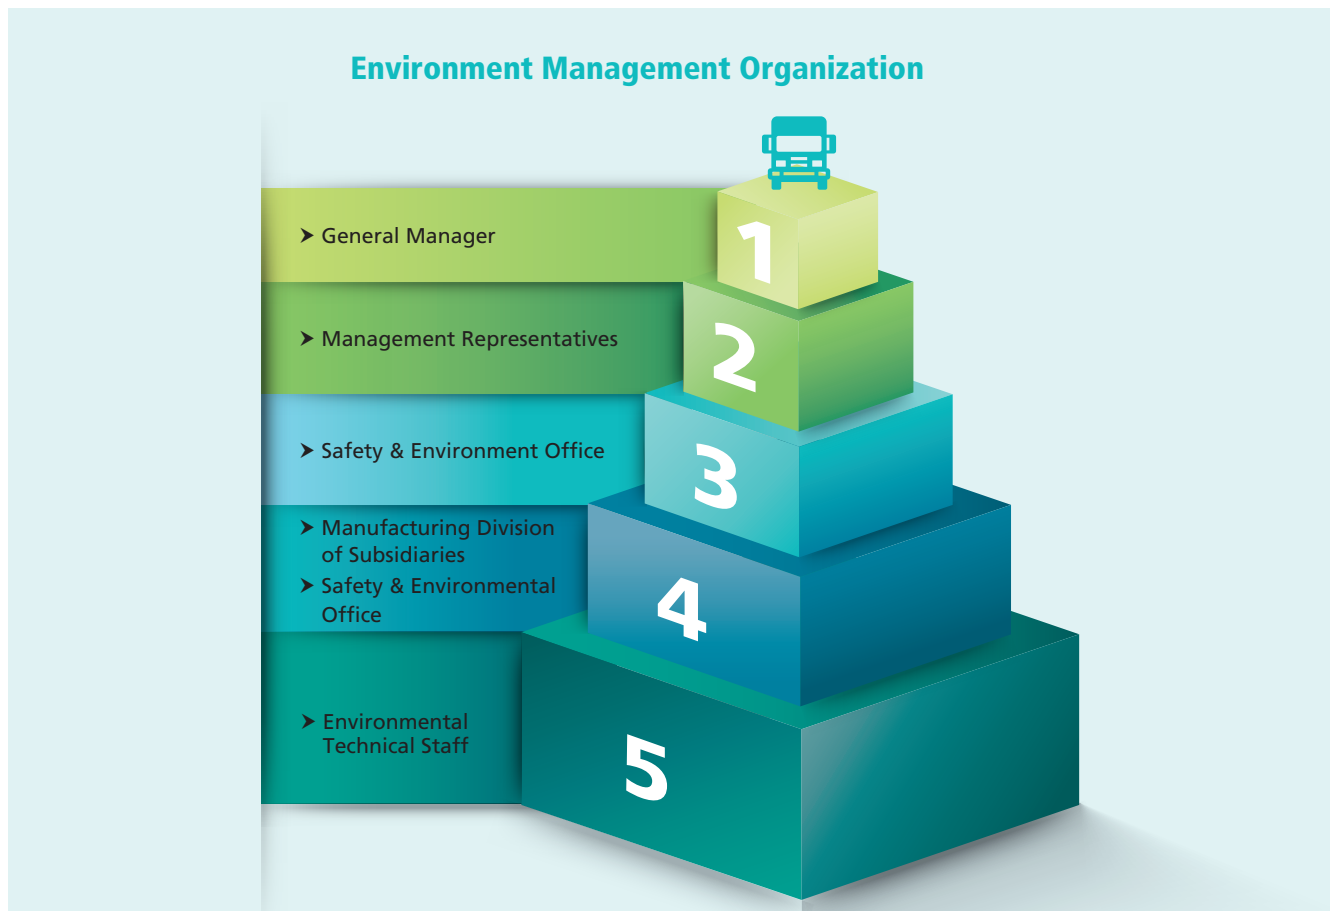 Environment Management Organization
➤ General Manager
1
➤ Management Representatives
2
➤ Safety & Environment Office
3
➤ Manufacturing Division
of Subsidiaries
➤ Safety & Environmental
Office
4
➤ Environmental
Technical Staff
5